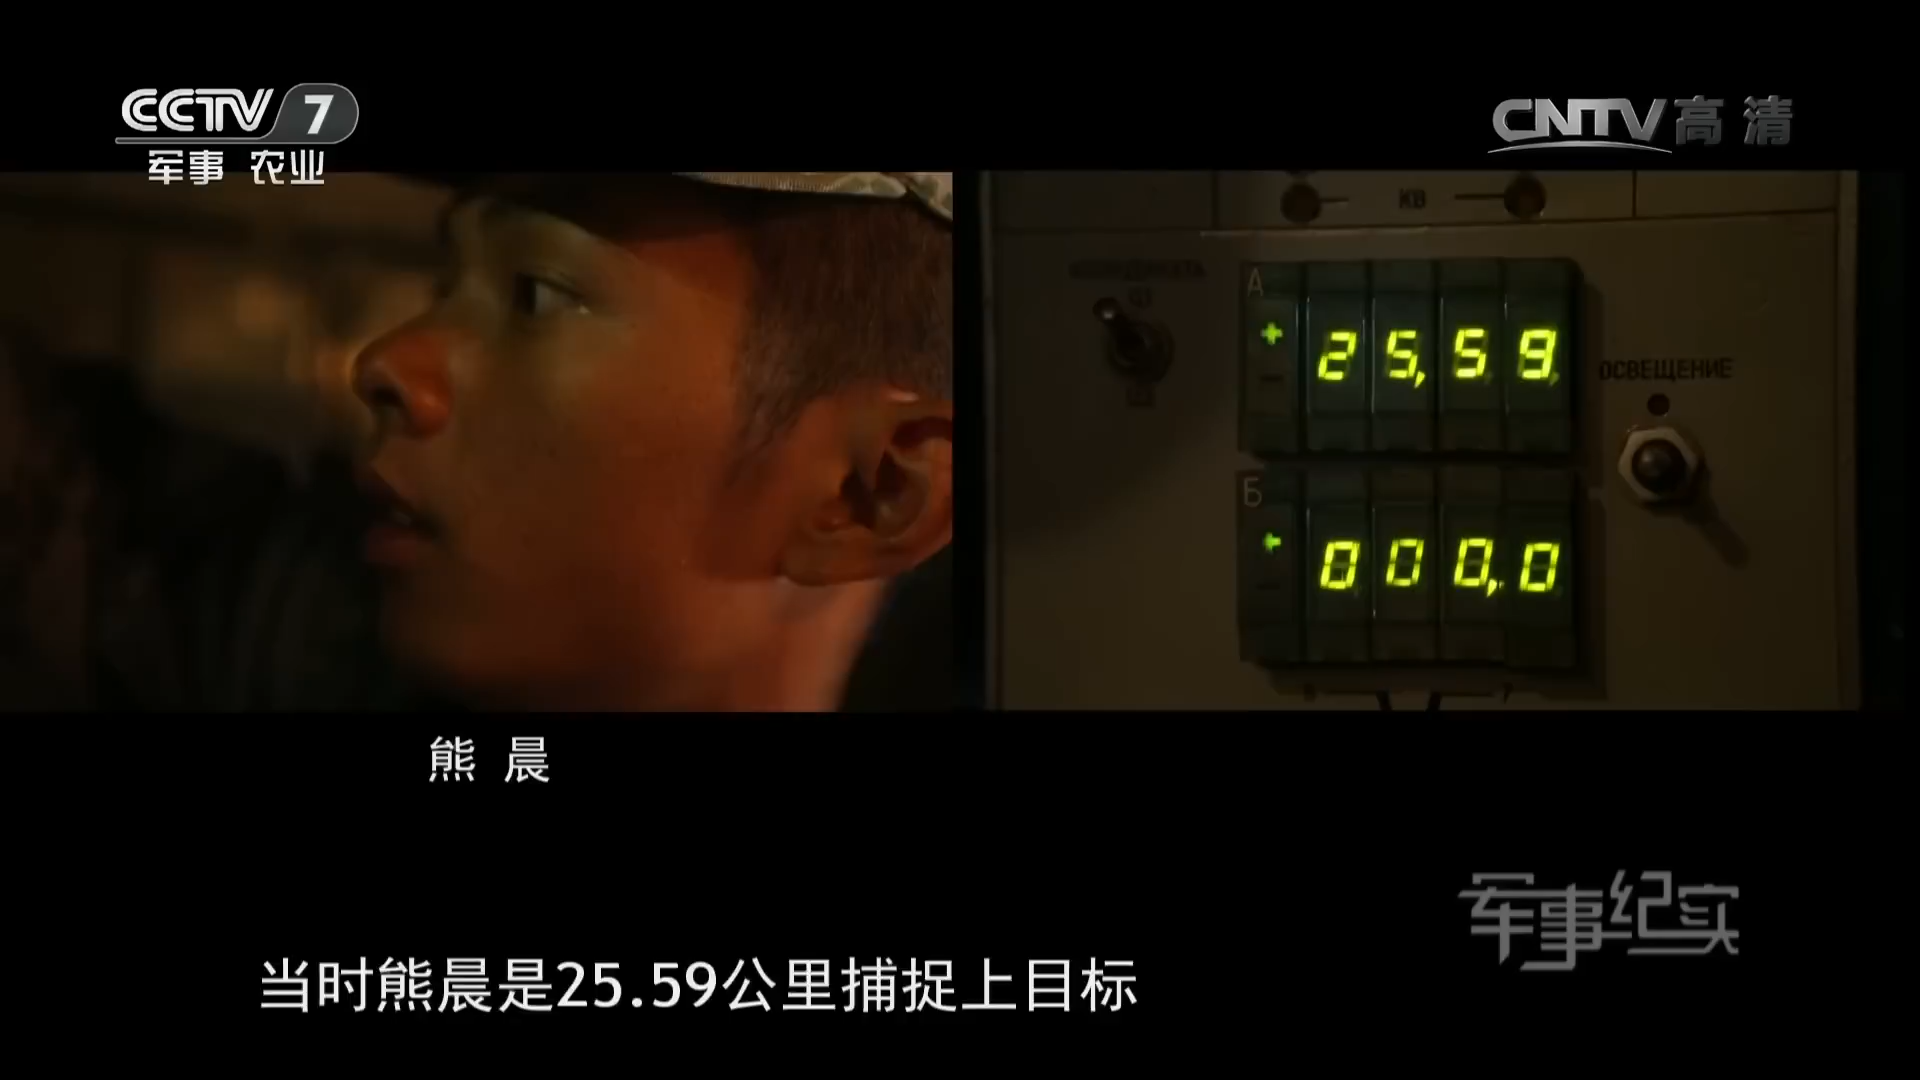 CCTV 7
军事 农业
CNTV高清
КВ
А
+ 25,59
ОСВЕЩЕНИЕ
Б
+ 000,0
熊 晨
军事纪实
当时熊晨是25.59公里捕捉上目标